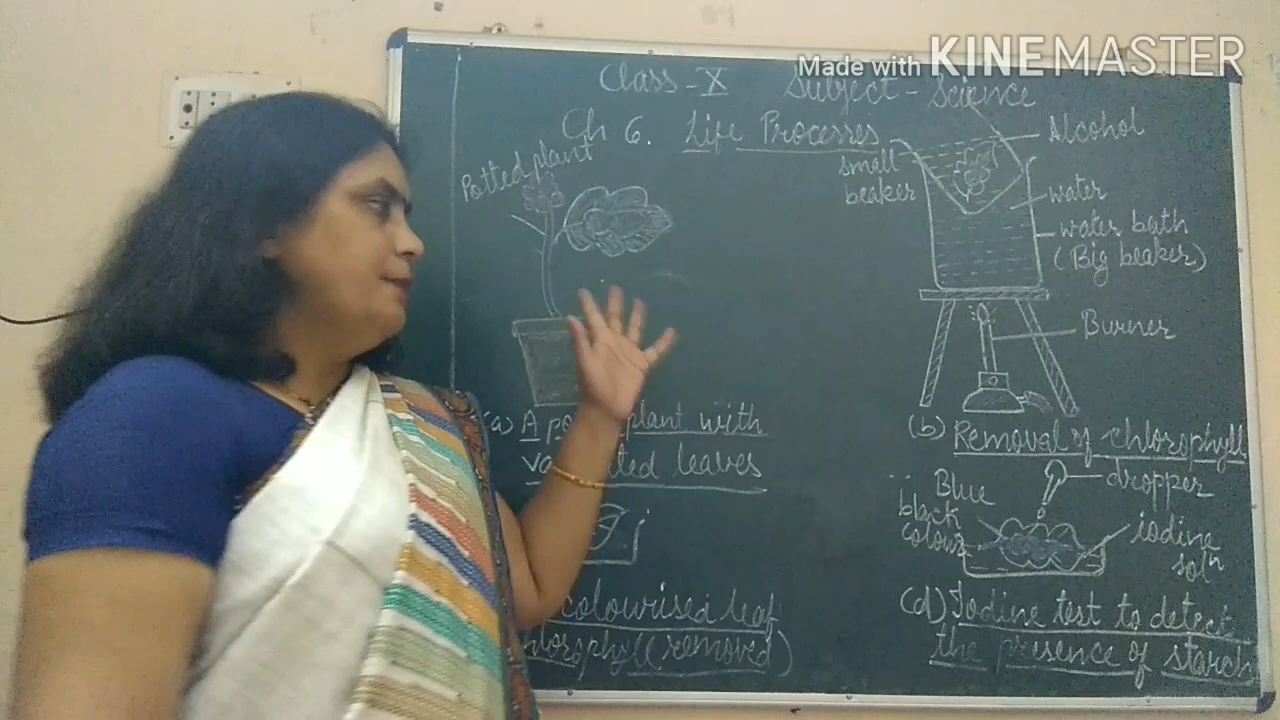 Made with KINEMASTER
Class - X Subject - Science
Ch 6. Life Processes
Potted plant
small
beaker
Alcohol
water
water bath
(Big beaker)
Burner
(a) A plant with
leaves
(b) Removal of chlorophyll
Blue
black
colour
dropper
iodine
solⁿ
leaf
removed)
(d) Iodine test to detect
the presence of starch